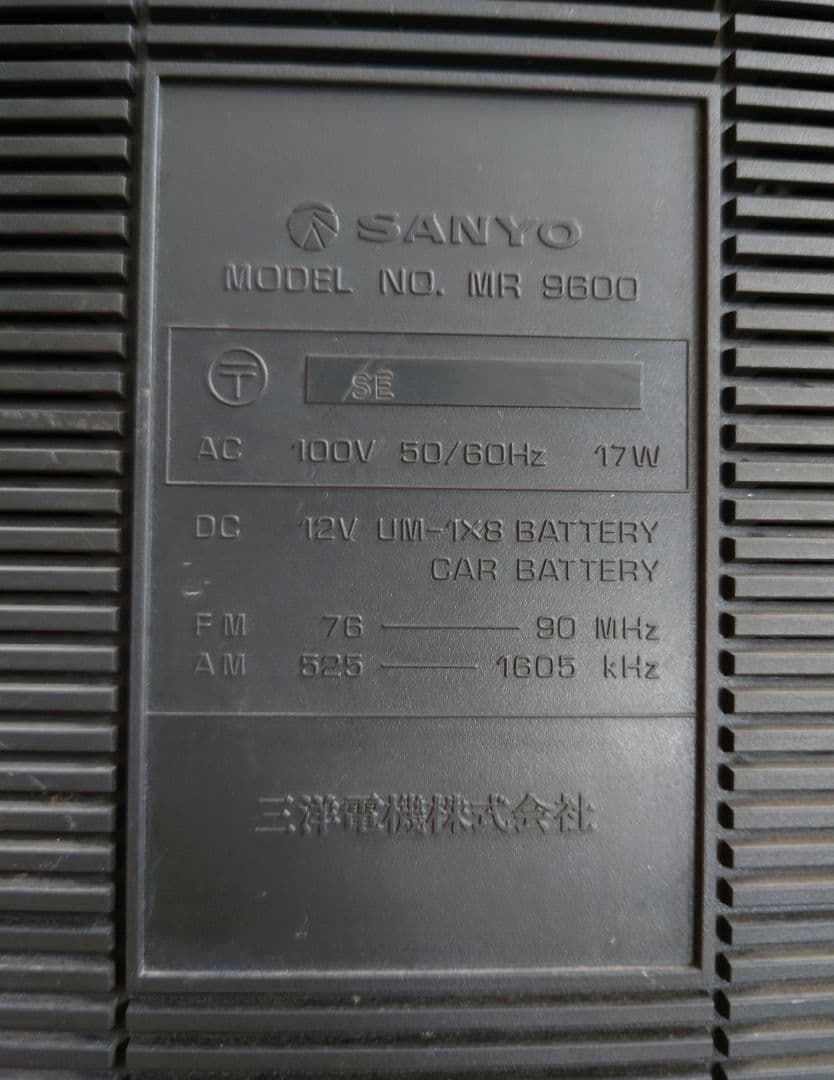 SANYO
MODEL NO. MR 9600
〒 SE
AC 100V 50/60Hz 17W
DC 12V UM-1X8 BATTERY
CAR BATTERY
FM 76 ─── 90 MHz
AM 525 ─── 1605 kHz
三洋電機株式会社